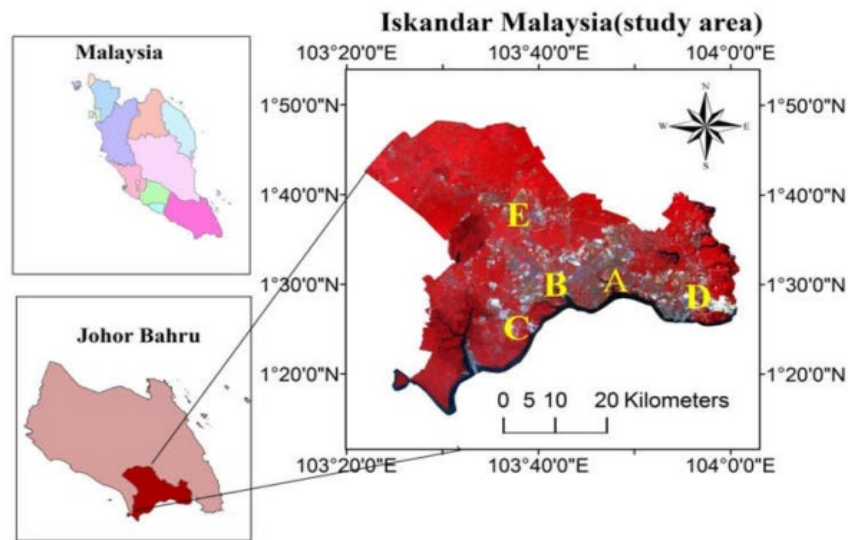 Iskandar Malaysia(study area)
Malaysia
103°20'0"E 103°40'0"E 104°0'0"E
1°50'0"N 1°50'0"N
N
W E
S
1°40'0"N 1°40'0"N
E
1°30'0"N 1°30'0"N
B A D
C
Johor Bahru
1°20'0"N 1°20'0"N
0 5 10 20 Kilometers
103°20'0"E 103°40'0"E 104°0'0"E